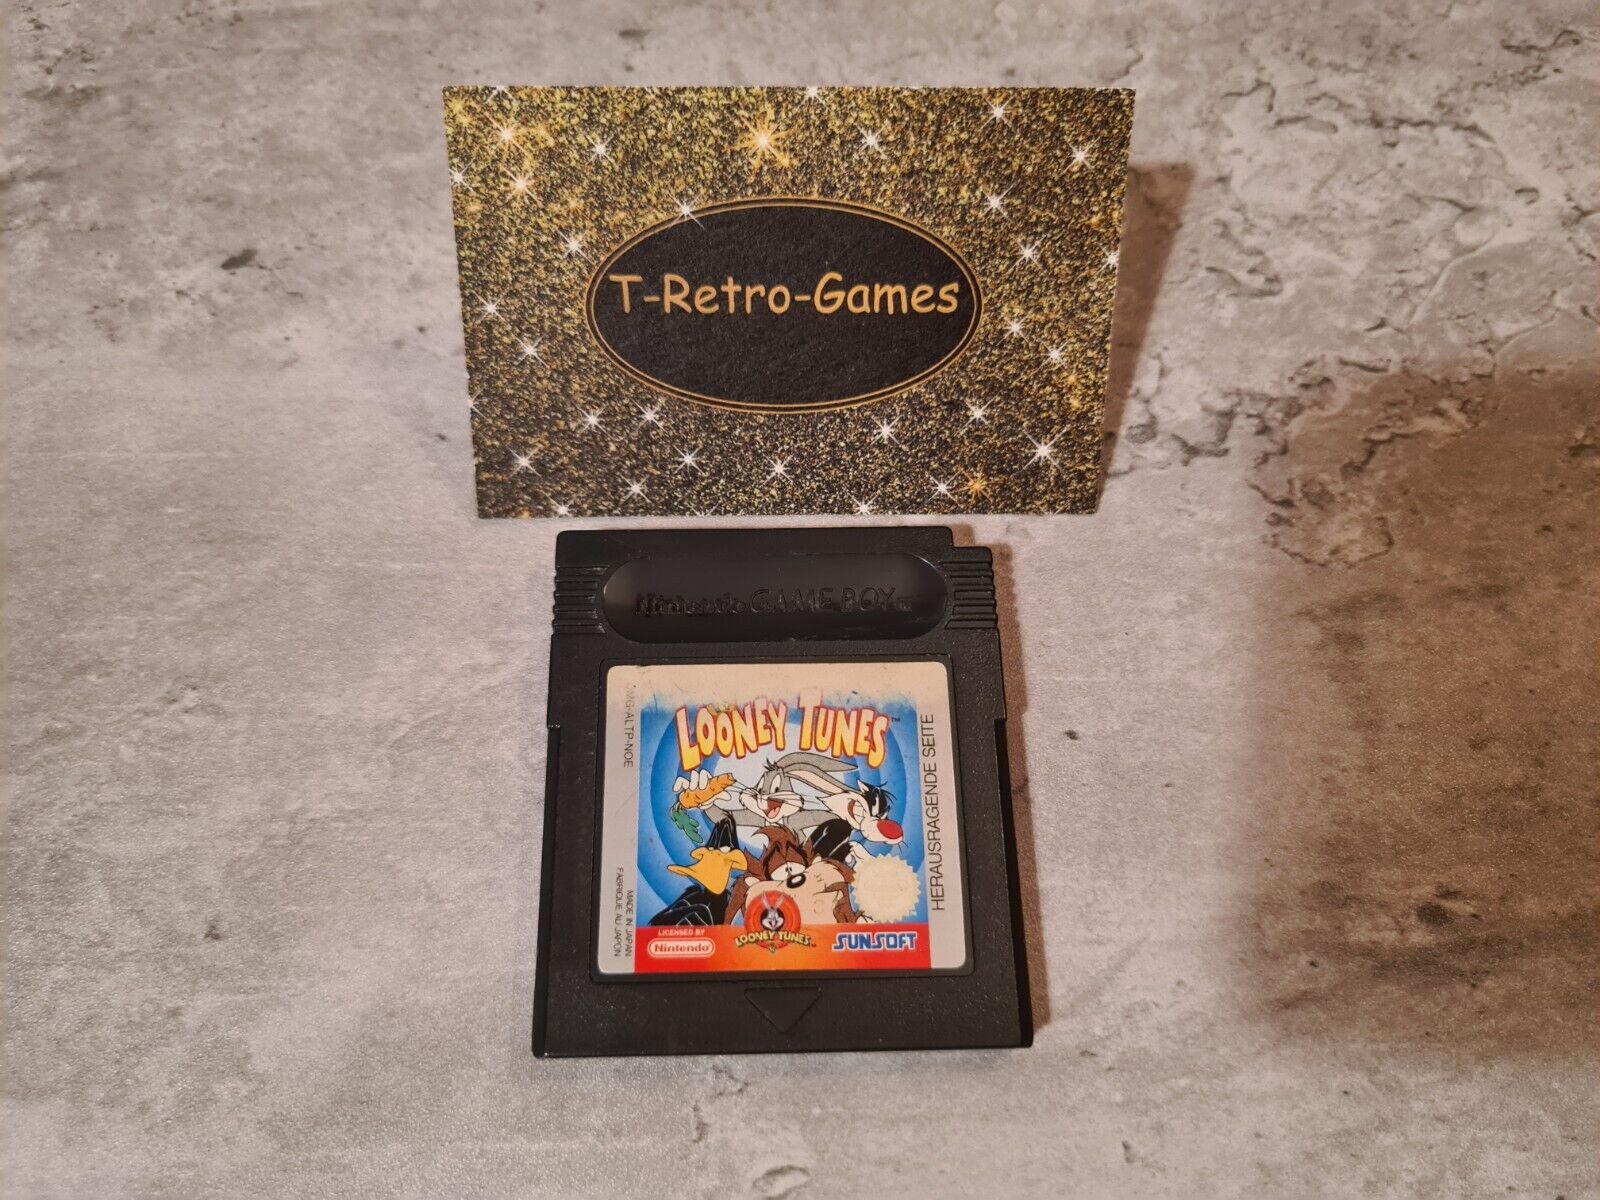 T-Retro-Games
Nintendo GAME BOY
DMG-ALTP-NOE
LOONEY TUNES™
HERAUSRAGENDE SEITE
MADE IN JAPAN
FABRIQUE AU JAPON
LICENSED BY
Nintendo
LOONEY TUNES
SUNSOFT